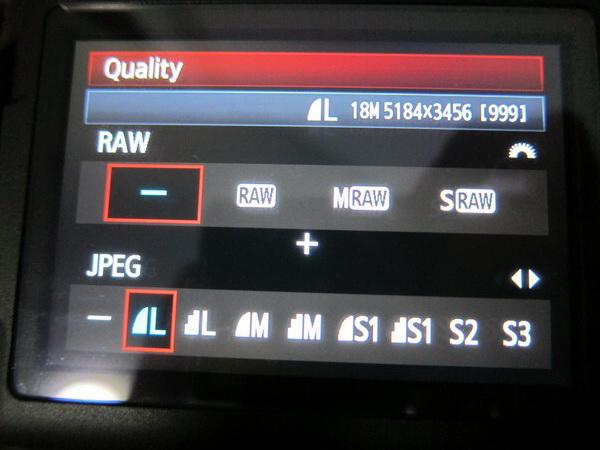 Quality
L 18M 5184x3456 [999]
RAW
— RAW MRAW SRAW
+
JPEG
— L L M M S1 S1 S2 S3